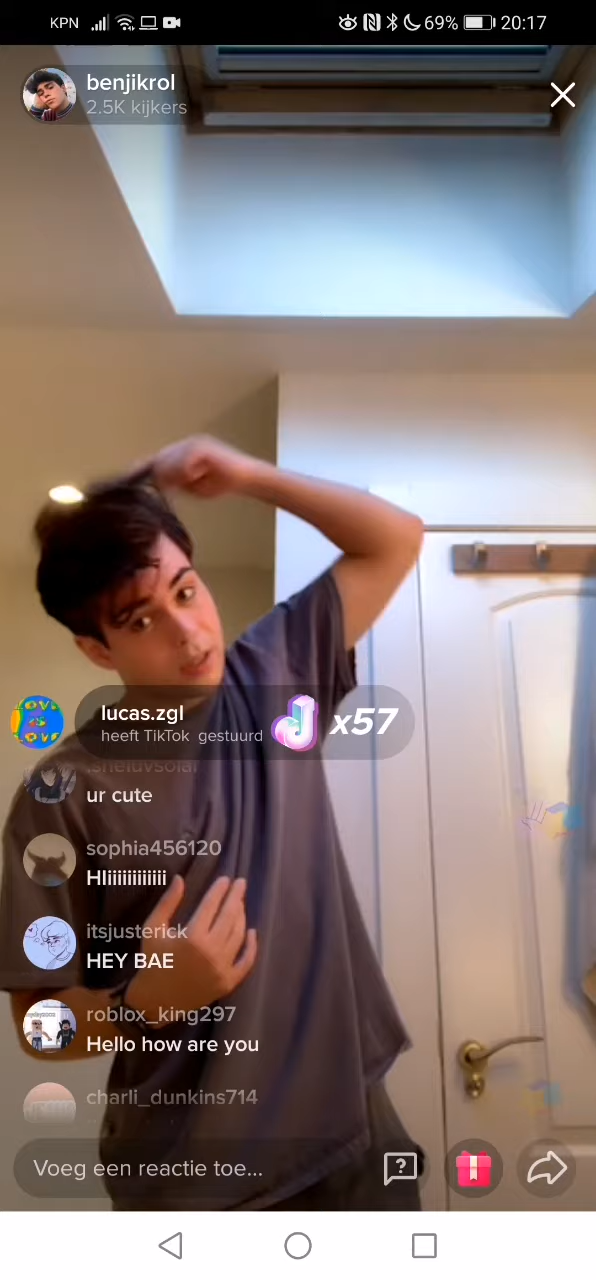 KPN 69% 20:17
benjikrol
2.5K kijkers
lucas.zgl
heeft TikTok gestuurd x57
ur cute
sophia456120
HIiiiiiiiiiiii
itsjusterick
HEY BAE
roblox_king297
Hello how are you
charli_dunkins714
Voeg een reactie toe...